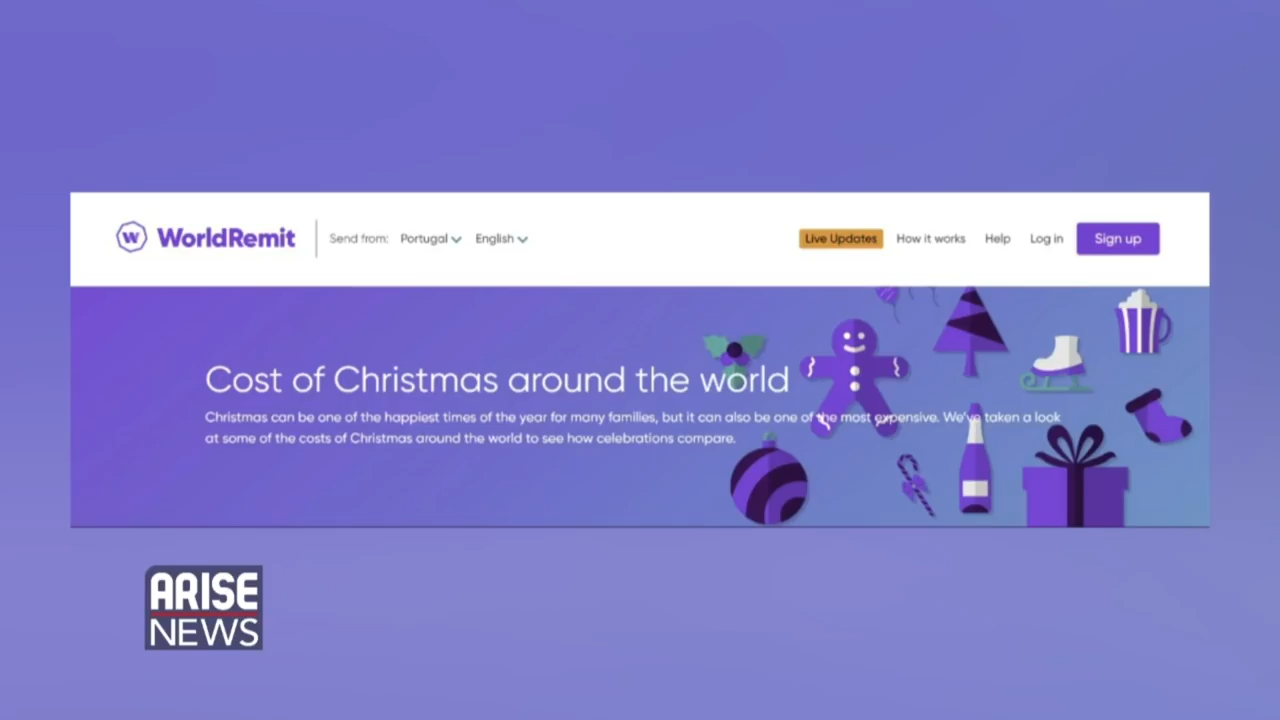 W WorldRemit
Send from: Portugal English
Live Updates How it works Help Log in Sign up
Cost of Christmas around the world
Christmas can be one of the happiest times of the year for many families, but it can also be one of the most expensive. We've taken a look
at some of the costs of Christmas around the world to see how celebrations compare.
ARISE
NEWS